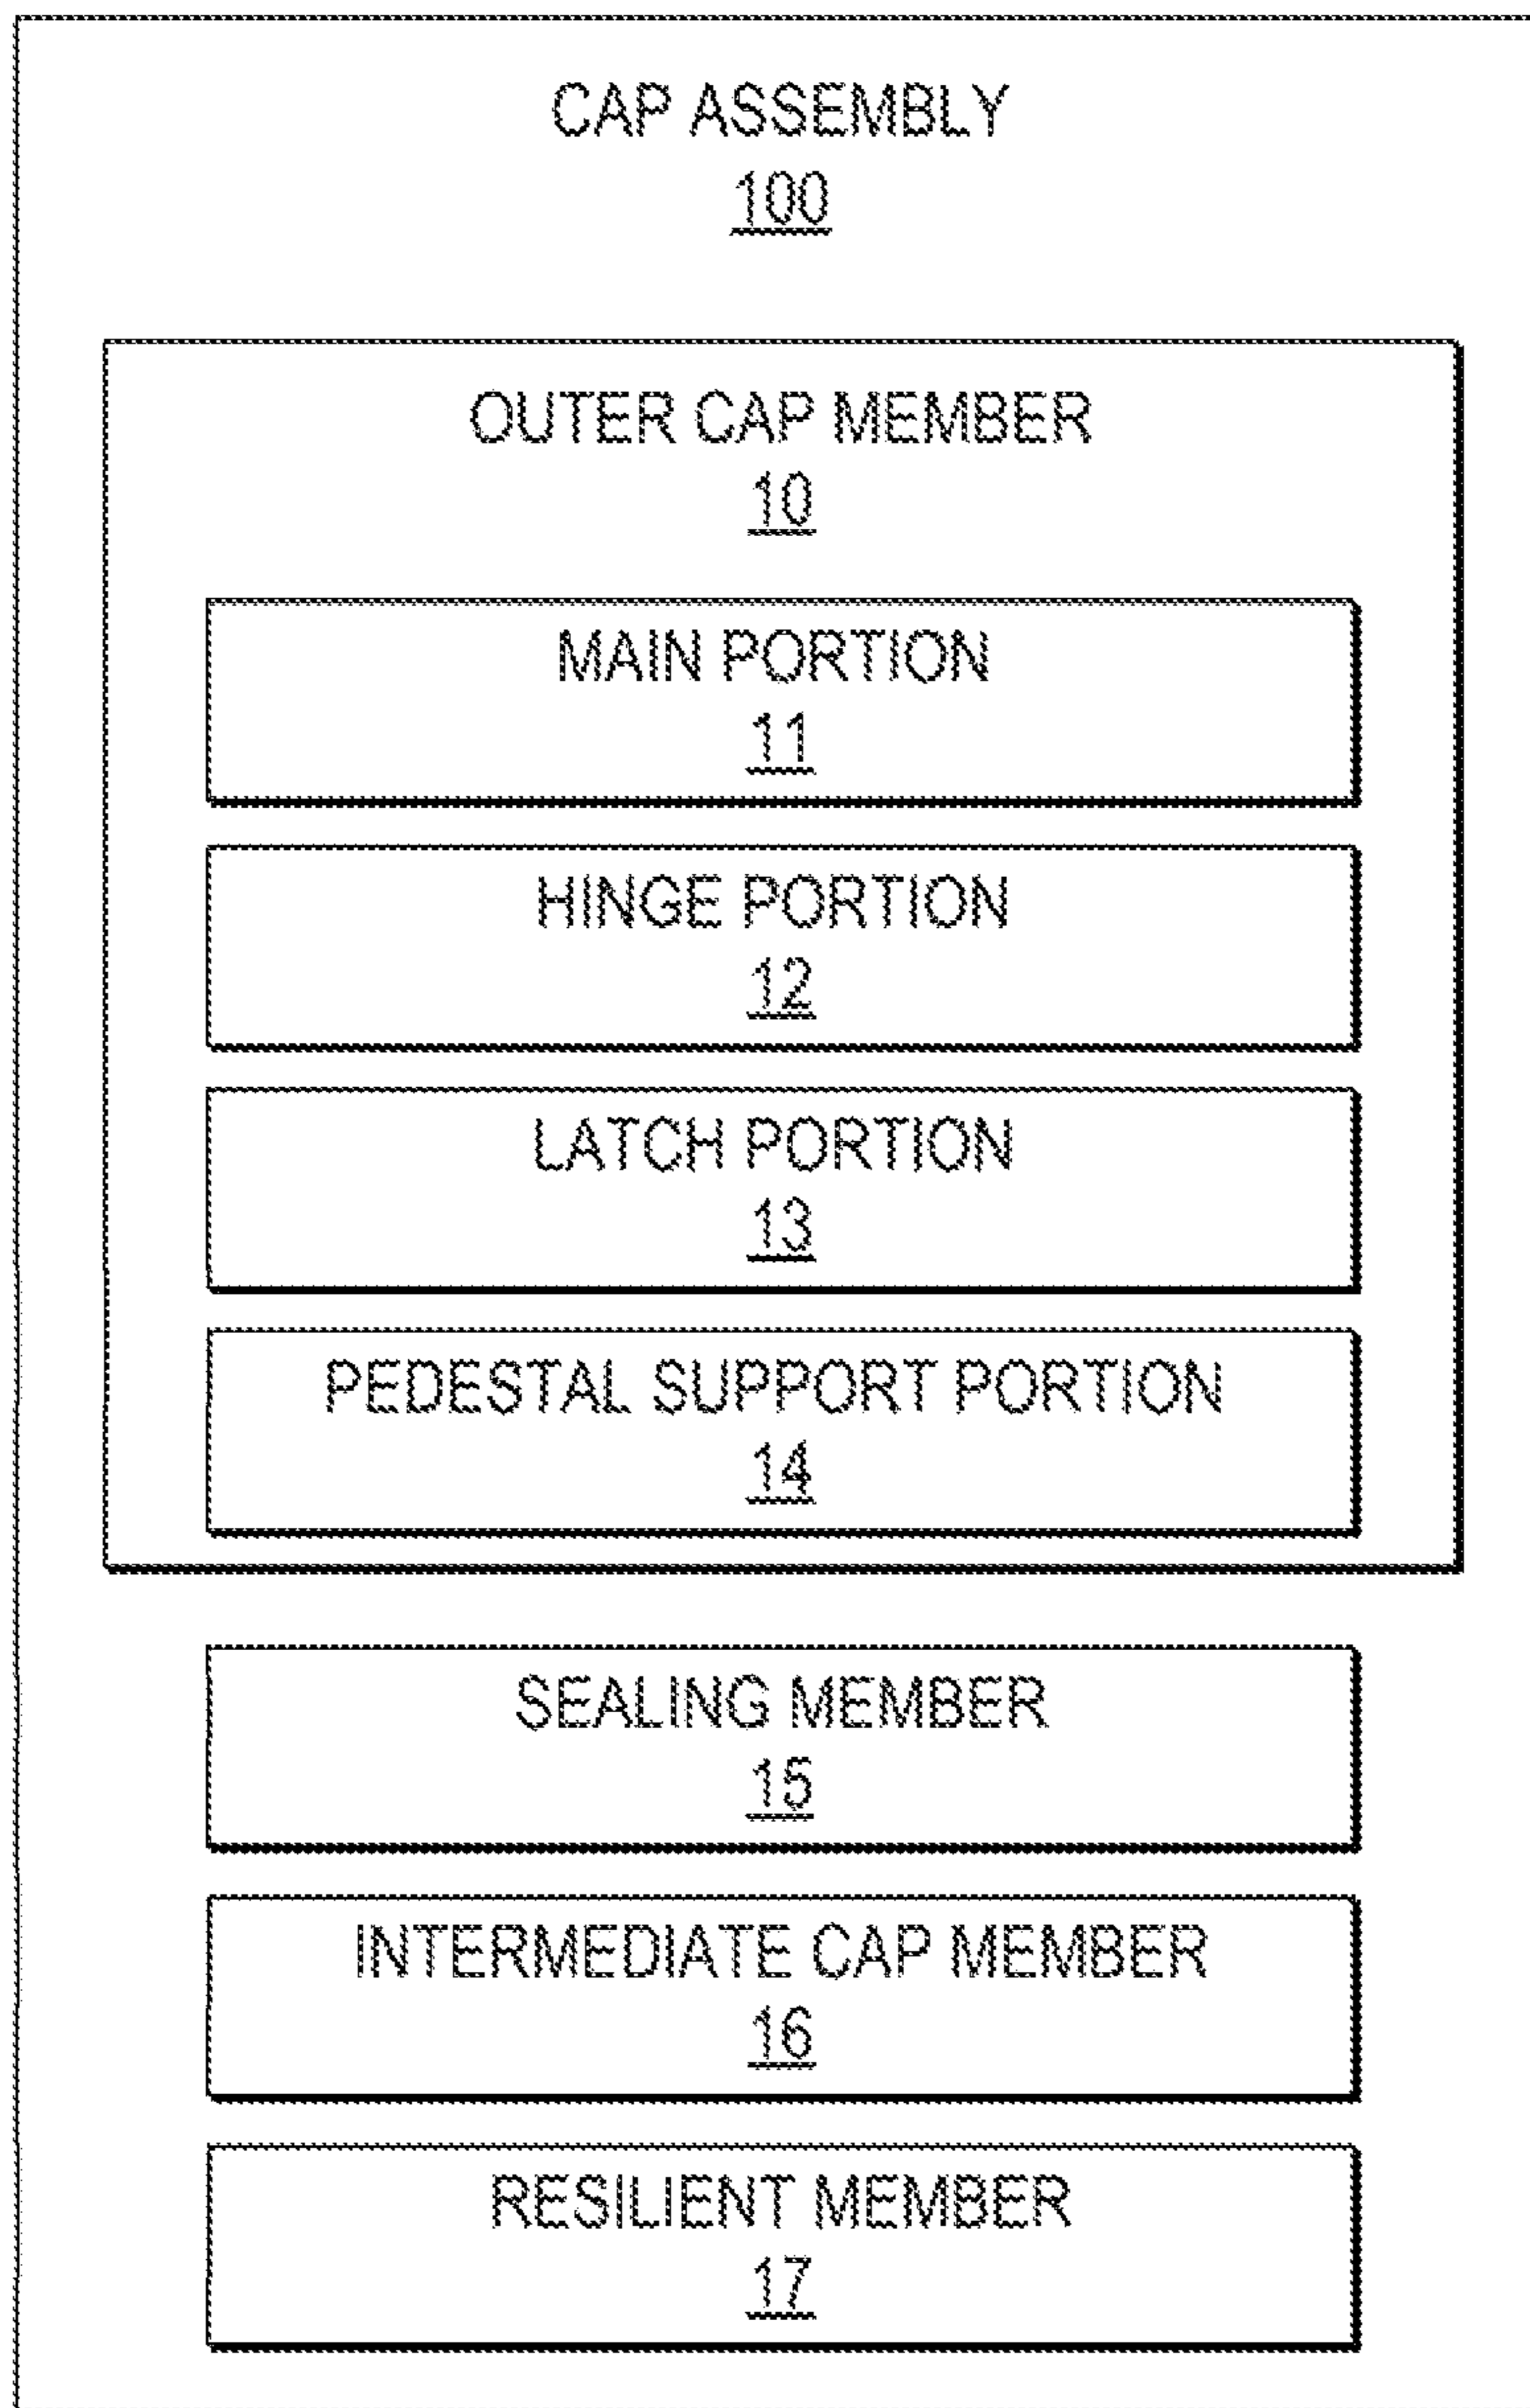 CAP ASSEMBLY
100
OUTER CAP MEMBER
10
MAIN PORTION
11
HINGE PORTION
12
LATCH PORTION
13
PEDESTAL SUPPORT PORTION
14
SEALING MEMBER
15
INTERMEDIATE CAP MEMBER
16
RESILIENT MEMBER
17